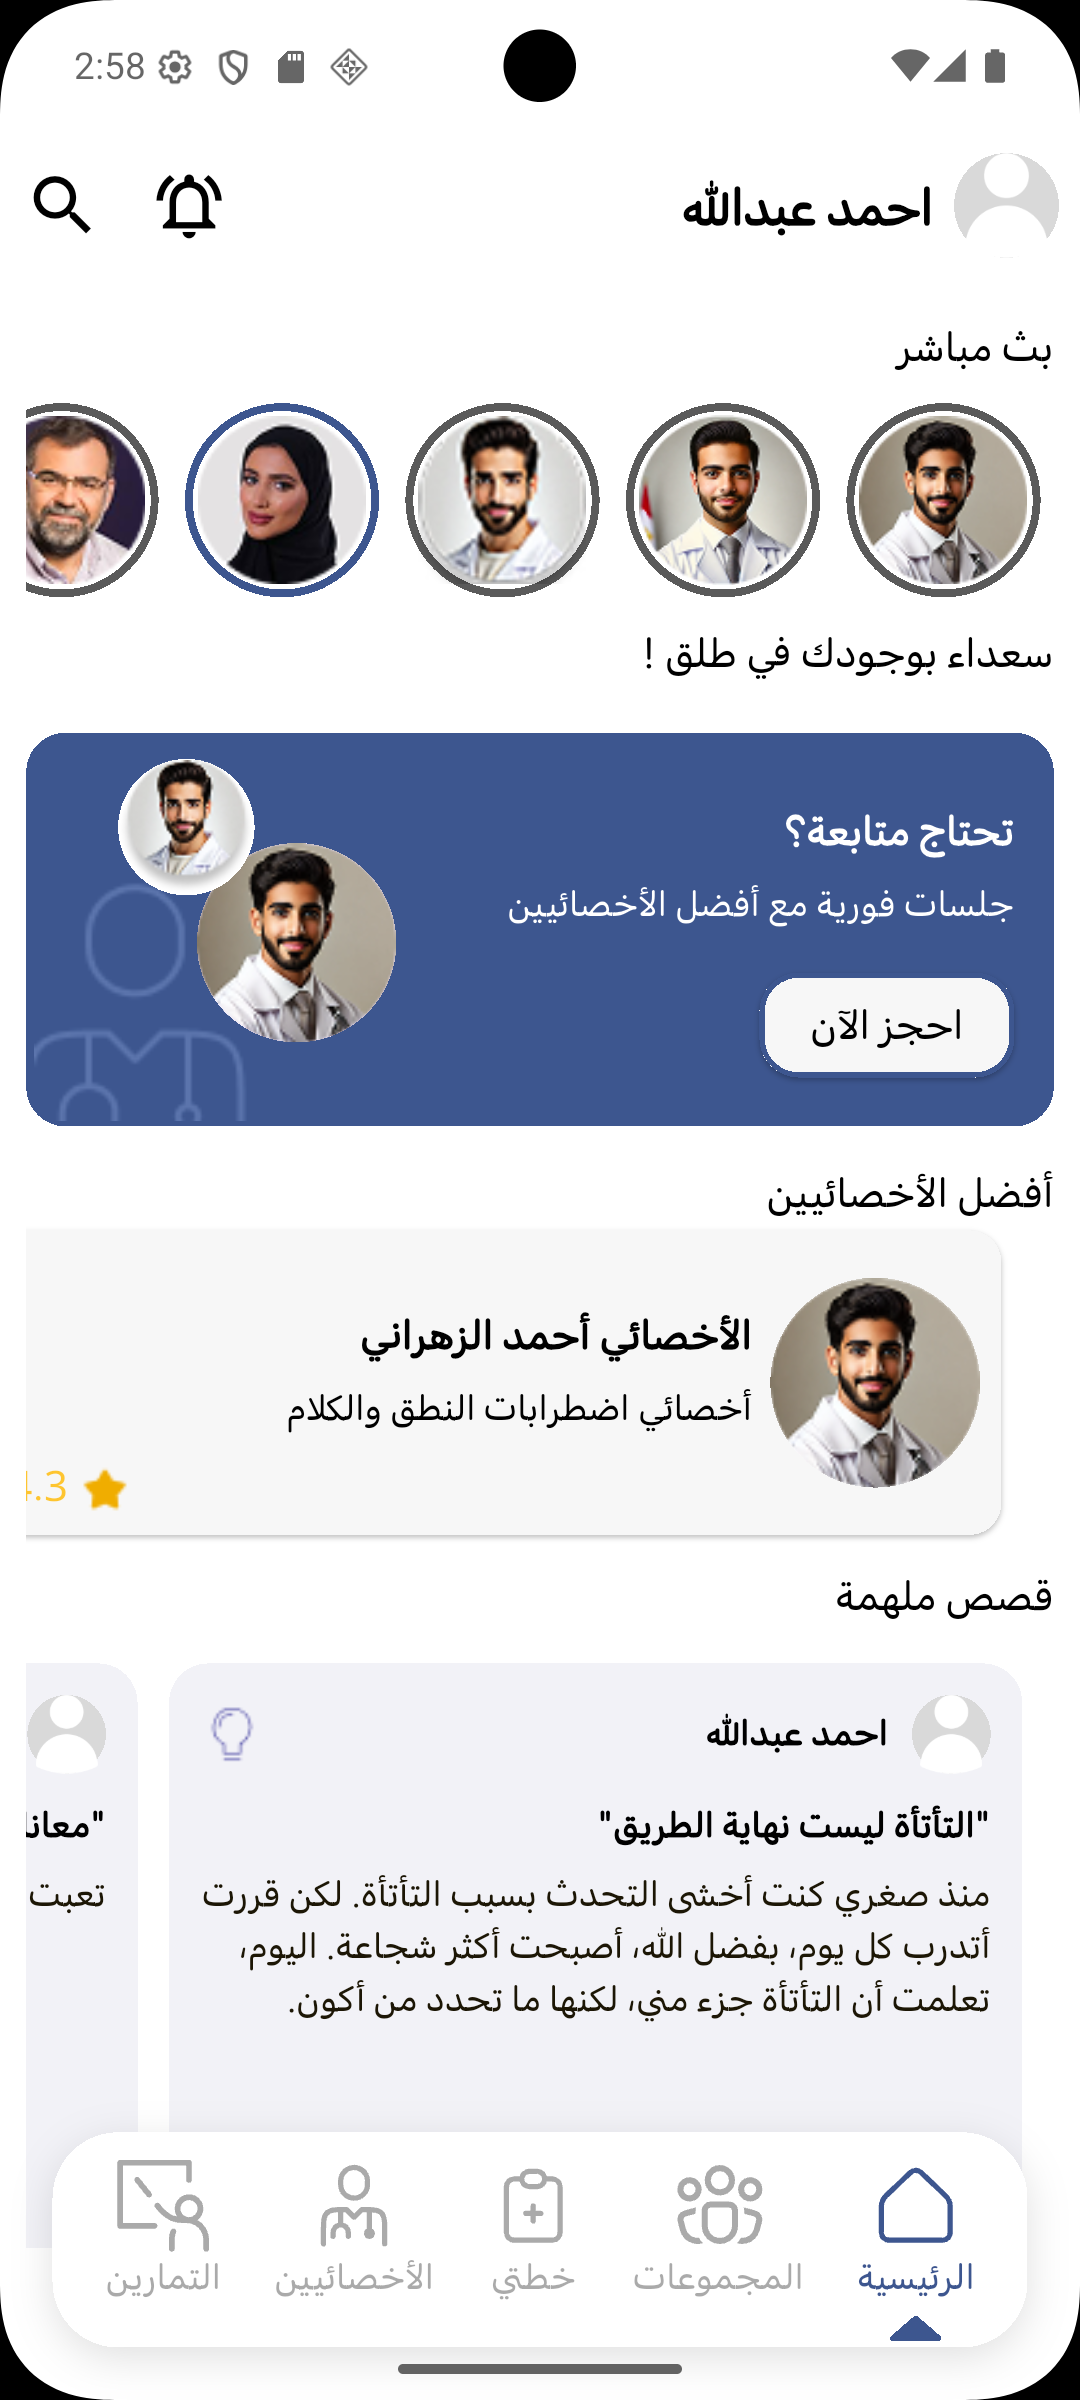 2:58
احمد عبدالله
بث مباشر
سعداء بوجودك في طلق !
تحتاج متابعة؟
جلسات فورية مع أفضل الأخصائيين
احجز الآن
أفضل الأخصائيين
الأخصائي أحمد الزهراني
أخصائي اضطرابات النطق والكلام
4.3
قصص ملهمة
احمد عبدالله
"التأتأة ليست نهاية الطريق"
منذ صغري كنت أخشى التحدث بسبب التأتأة. لكن قررت
أتدرب كل يوم، بفضل الله، أصبحت أكثر شجاعة. اليوم،
تعلمت أن التأتأة جزء مني، لكنها ما تحدد من أكون.
تعبت
الرئيسية
المجموعات
خطتي
الأخصائيين
التمارين